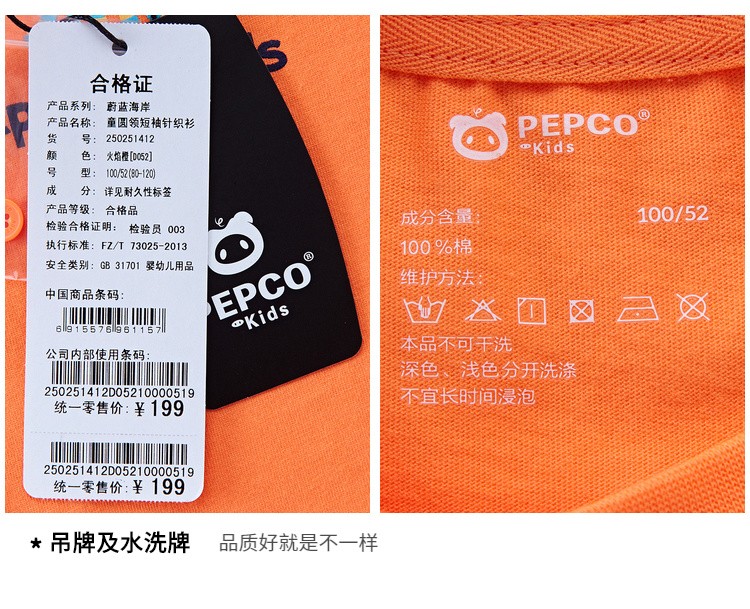 合格证
产品系列: 蔚蓝海岸
产品名称: 童圆领短袖针织衫
货 号: 250251412
颜 色: 火焰橙[D052]
号 型: 100/52(80-120)
成 分: 详见耐久性标签
产品等级: 合格品
检验合格证明: 检验员 003
执行标准: FZ/T 73025-2013
安全类别: GB 31701 婴幼儿用品
中国商品条码:
6 915576 961157
公司内部使用条码:
250251412D05210000519
统一零售价: ¥ 199
250251412D05210000519
统一零售价: ¥ 199
PEPCO®
Kids
PEPCO®
Kids
成分含量: 100/52
100%棉
维护方法:
本品不可干洗
深色、浅色分开洗涤
不宜长时间浸泡
* 吊牌及水洗牌 品质好就是不一样